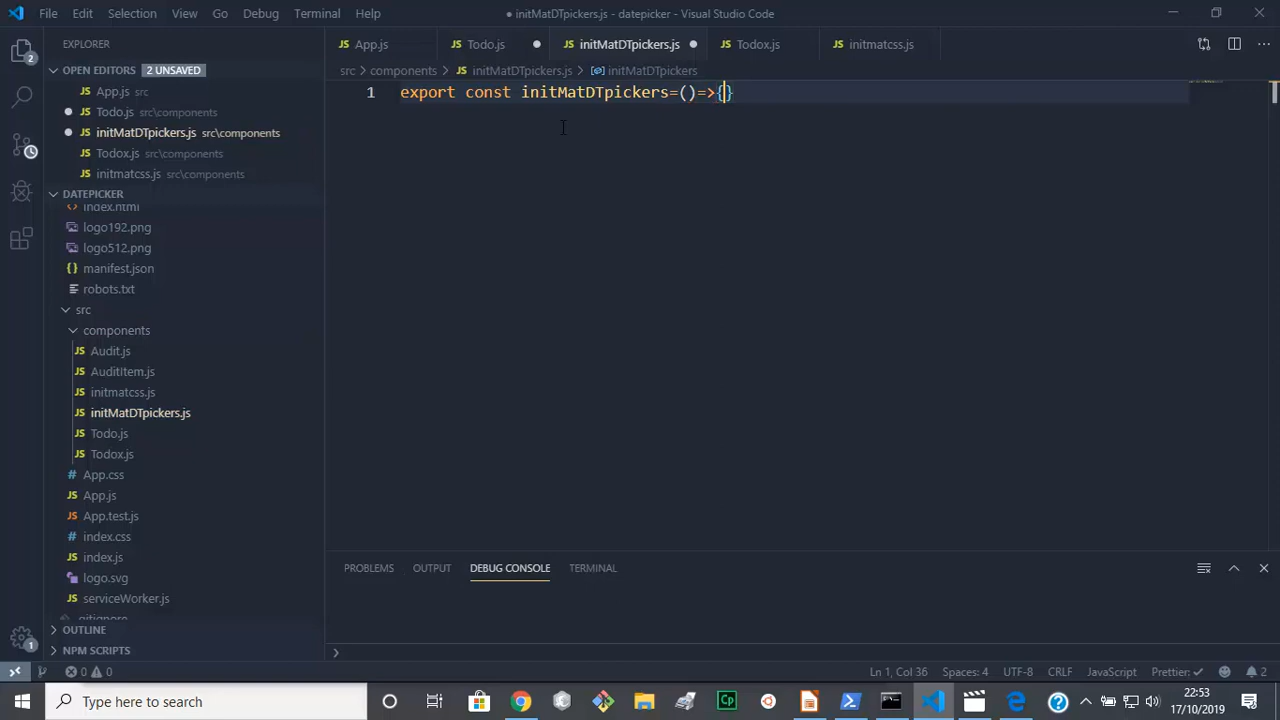 File Edit Selection View Go Debug Terminal Help
● initMatDTpickers.js - datepicker - Visual Studio Code
EXPLORER
App.js
Todo.js
initMatDTpickers.js
Todox.js
initmatcss.js
src > components > initMatDTpickers.js > initMatDTpickers
OPEN EDITORS 2 UNSAVED
App.js src
Todo.js src\components
initMatDTpickers.js src\components
Todox.js src\components
initmatcss.js src\components
DATEPICKER
index.html
logo192.png
logo512.png
manifest.json
robots.txt
src
components
Audit.js
AuditItem.js
initmatcss.js
initMatDTpickers.js
Todo.js
Todox.js
App.css
App.js
App.test.js
index.css
index.js
logo.svg
serviceWorker.js
.gitignore
OUTLINE
NPM SCRIPTS
1 export const initMatDTpickers=()=>{}
PROBLEMS OUTPUT DEBUG CONSOLE TERMINAL
0 0
Ln 1, Col 36 Spaces: 4 UTF-8 CRLF JavaScript Prettier: ✓ 2
Type here to search
22:53
17/10/2019